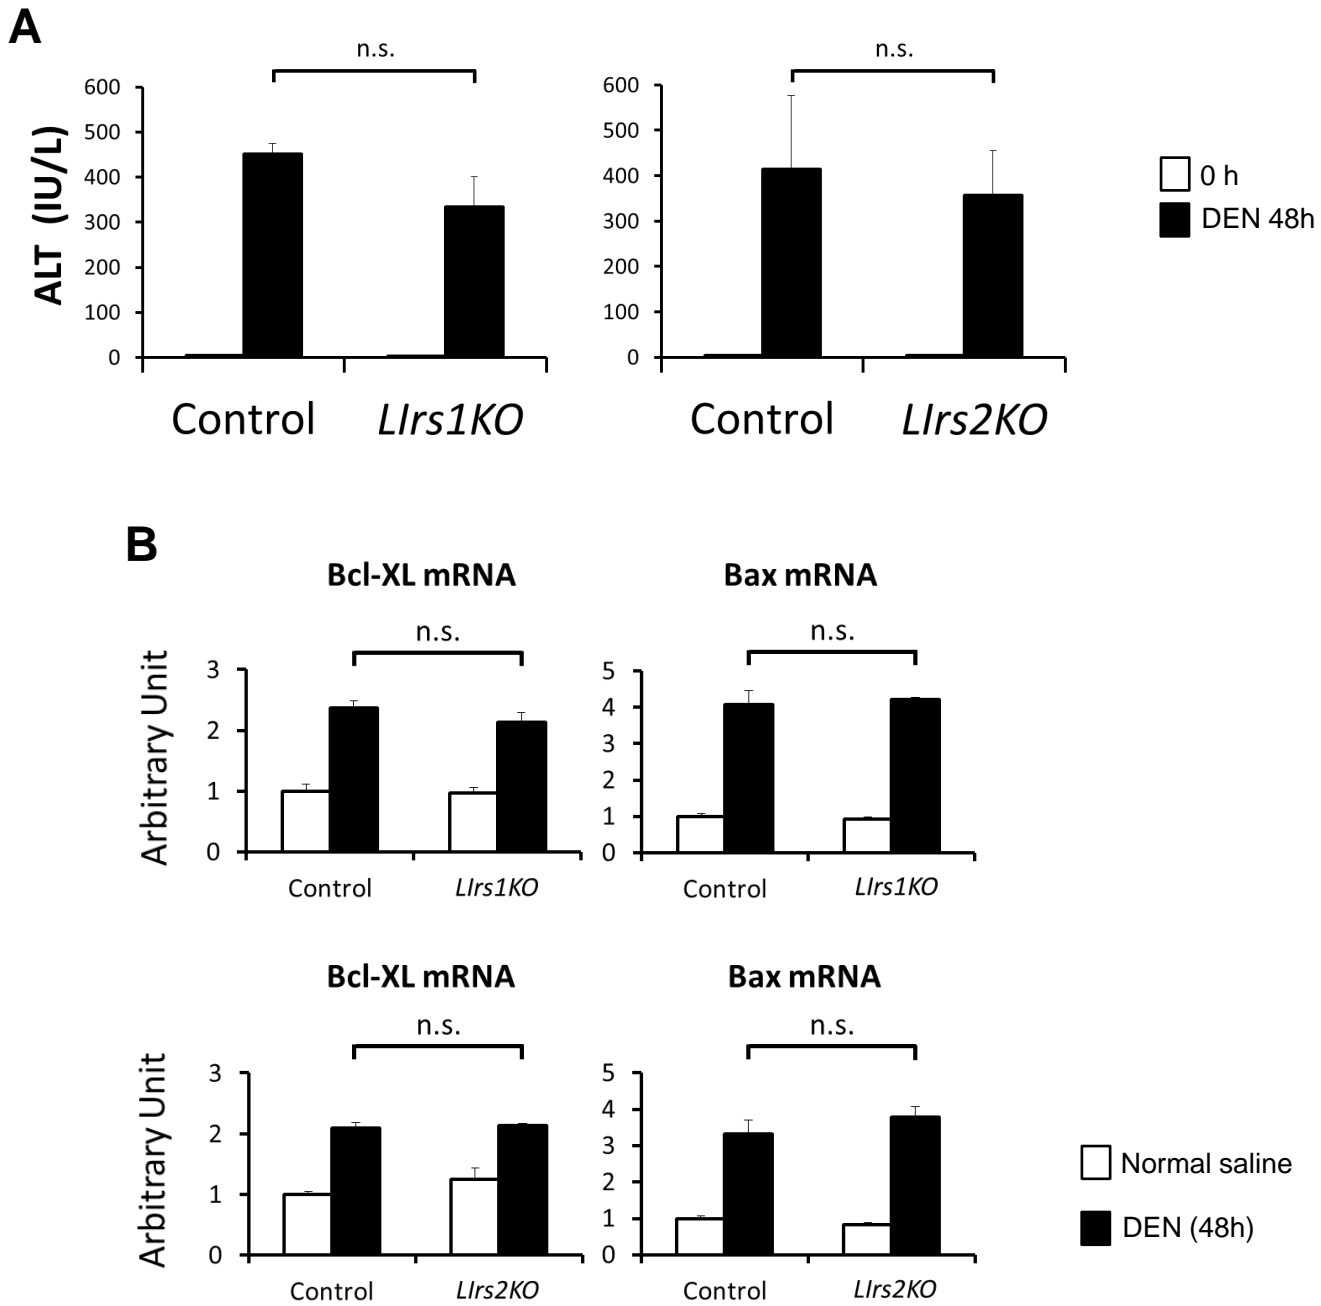 A
n.s.
n.s.
ALT (IU/L)
600
500
400
300
200
100
0
Control
LIrs1KO
600
500
400
300
200
100
0
Control
LIrs2KO
0 h
DEN 48h
B
Bcl-XL mRNA
Bax mRNA
n.s.
n.s.
Arbitrary Unit
3
2
1
0
Control
LIrs1KO
5
4
3
2
1
0
Control
LIrs1KO
Bcl-XL mRNA
Bax mRNA
n.s.
n.s.
Arbitrary Unit
3
2
1
0
Control
LIrs2KO
5
4
3
2
1
0
Control
LIrs2KO
Normal saline
DEN (48h)